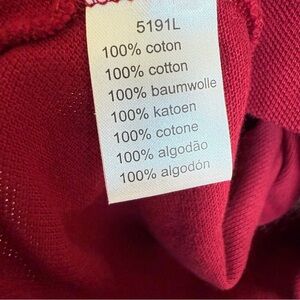 5191L
100% coton
100% cotton
100% baumwolle
100% katoen
100% cotone
100% algodão
100% algodón